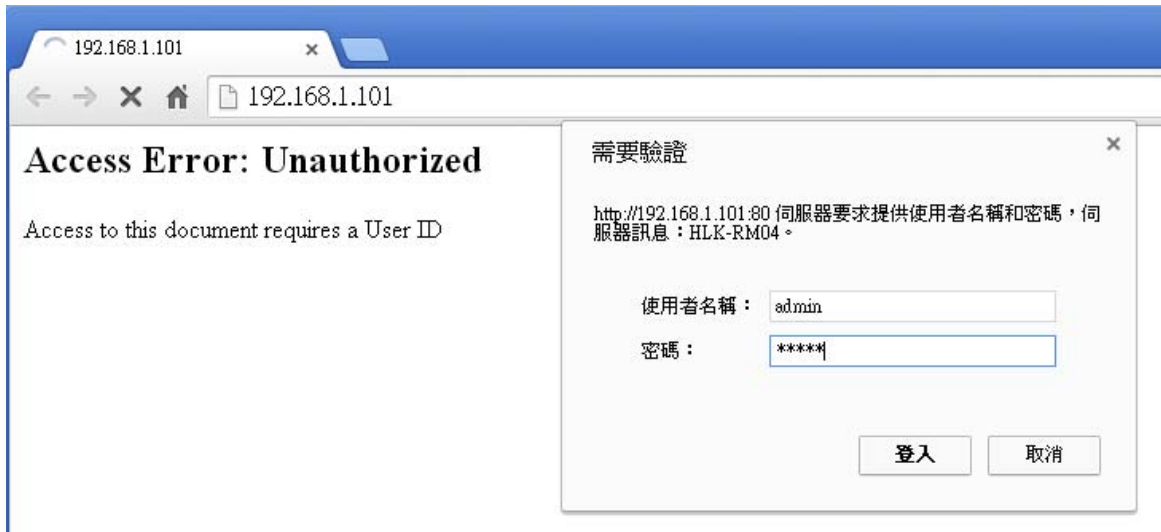 192.168.1.101
192.168.1.101
Access Error: Unauthorized
Access to this document requires a User ID
需要驗證
http://192.168.1.101:80 伺服器要求提供使用者名稱和密碼，伺
服器訊息：HLK-RM04。
使用者名稱： admin
密碼： *****
登入 取消